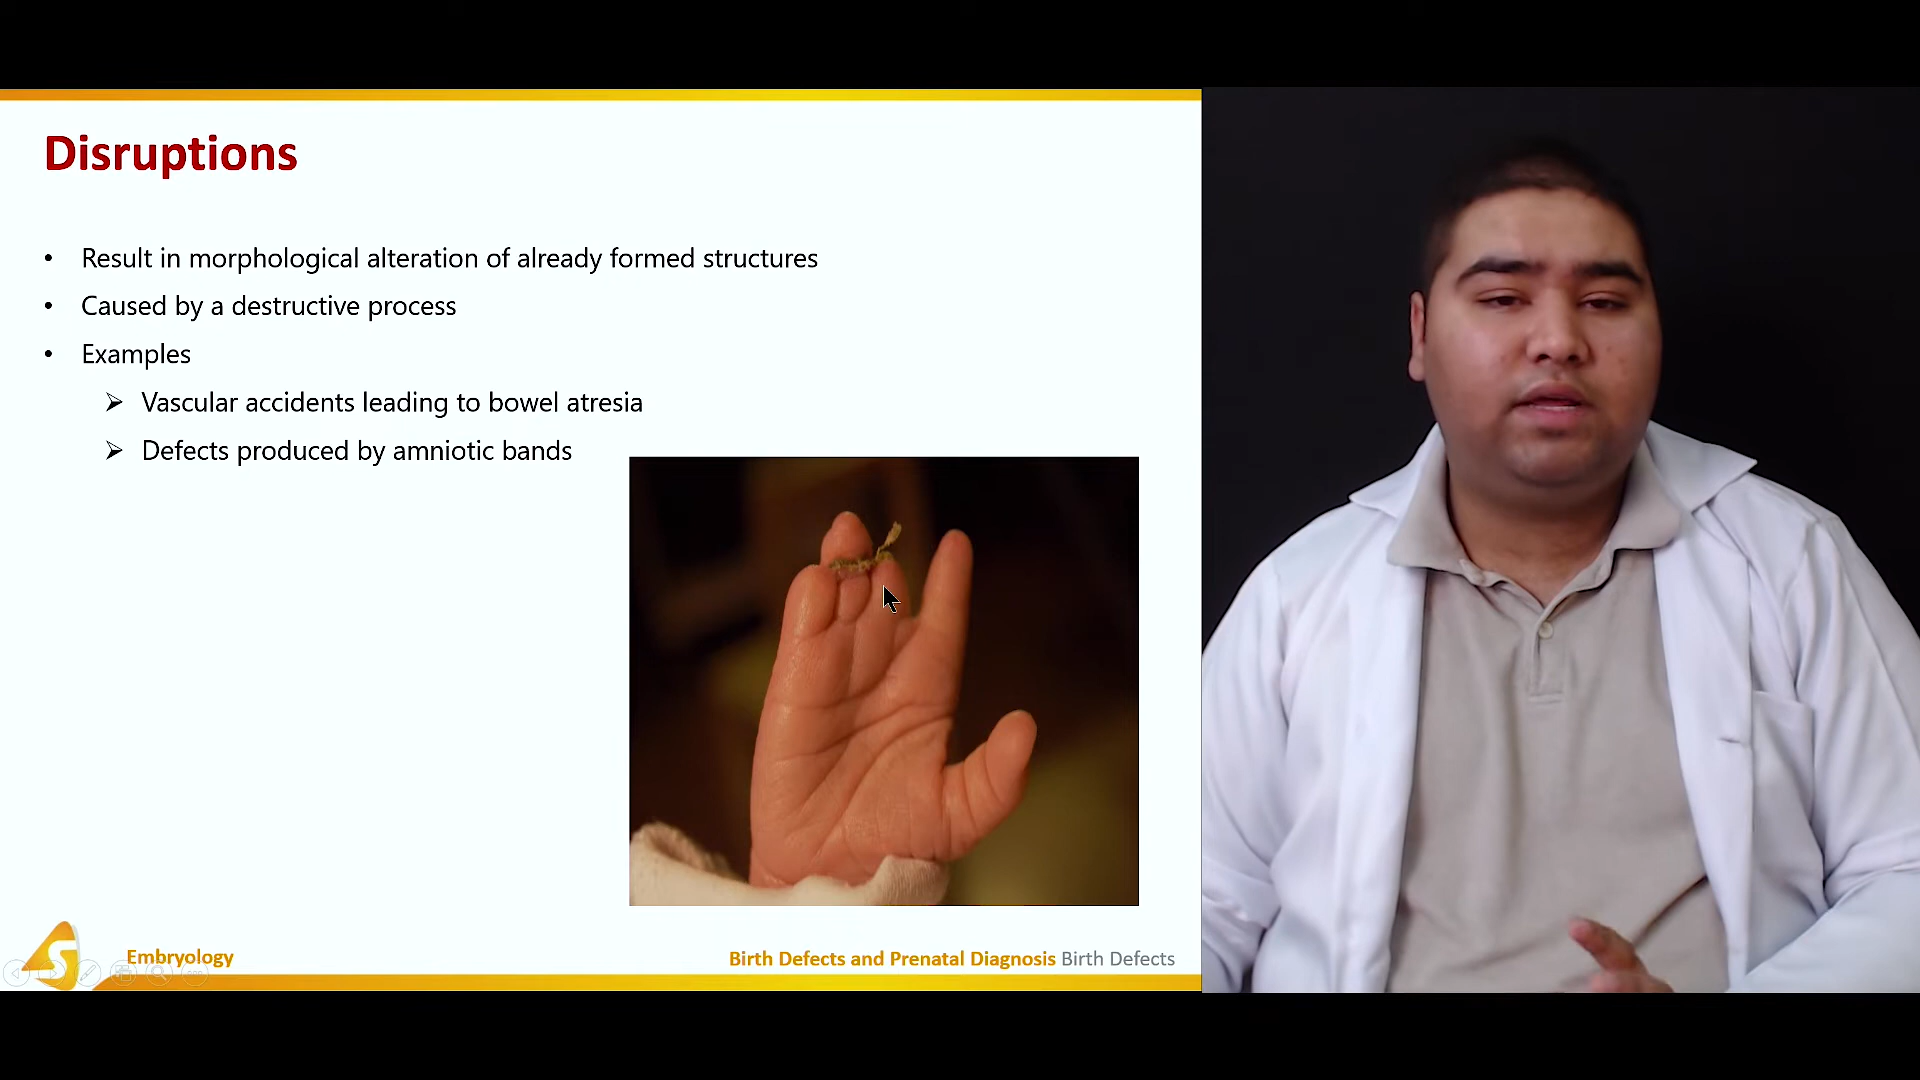 Disruptions
• Result in morphological alteration of already formed structures
• Caused by a destructive process
• Examples
➢ Vascular accidents leading to bowel atresia
➢ Defects produced by amniotic bands
S
Embryology
Birth Defects and Prenatal Diagnosis Birth Defects